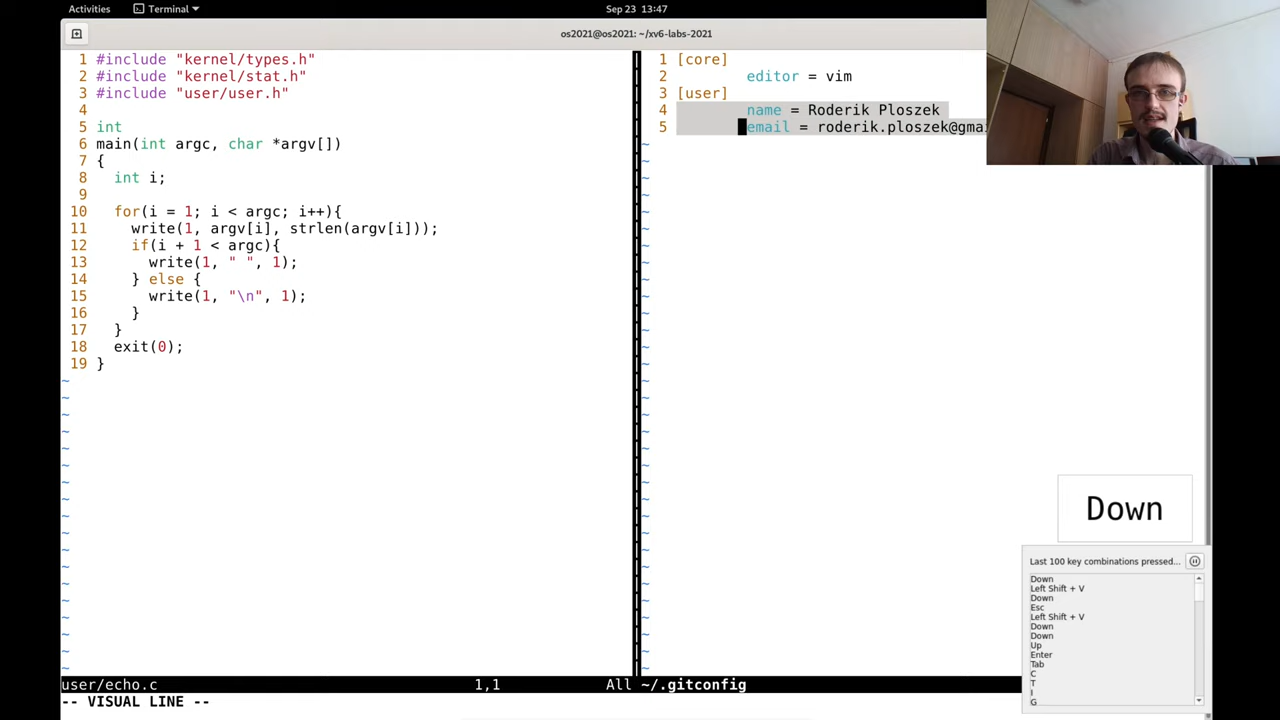 Activities
Terminal
Sep 23 13:47
os2021@os2021: ~/xv6-labs-2021
1 #include "kernel/types.h"
2 #include "kernel/stat.h"
3 #include "user/user.h"
4
5 int
6 main(int argc, char *argv[])
7 {
8 int i;
9
10 for(i = 1; i < argc; i++){
11 write(1, argv[i], strlen(argv[i]));
12 if(i + 1 < argc){
13 write(1, " ", 1);
14 } else {
15 write(1, "\n", 1);
16 }
17 }
18 exit(0);
19 }
user/echo.c 1,1 All
-- VISUAL LINE --
1 [core]
2 editor = vim
3 [user]
4 name = Roderik Ploszek
5 email = roderik.ploszek@gma
~/.gitconfig
Down
Last 100 key combinations pressed...
Down
Left Shift + V
Down
Esc
Left Shift + V
Down
Down
Up
Enter
Tab
C
T
I
G